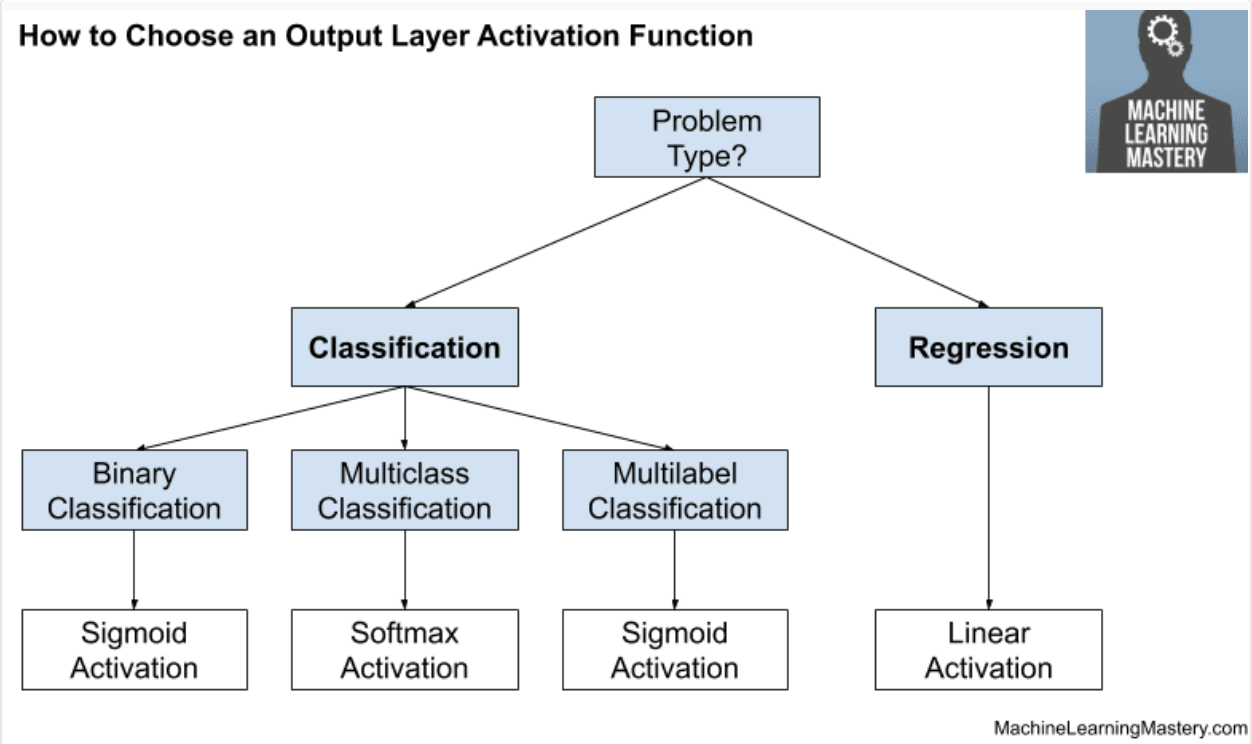 How to Choose an Output Layer Activation Function
MACHINE
LEARNING
MASTERY
Problem
Type?
Classification
Regression
Binary
Classification
Multiclass
Classification
Multilabel
Classification
Sigmoid
Activation
Softmax
Activation
Sigmoid
Activation
Linear
Activation
MachineLearningMastery.com